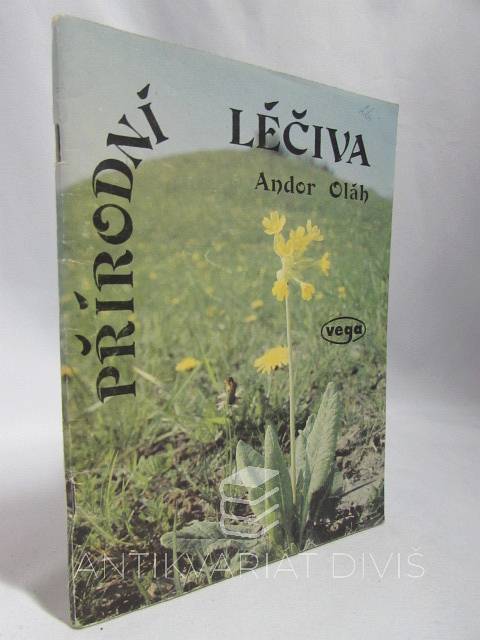 PŘÍRODNÍ
LÉČIVA
Andor Oláh
vega
ANTIKVARIÁT DIVIŠ